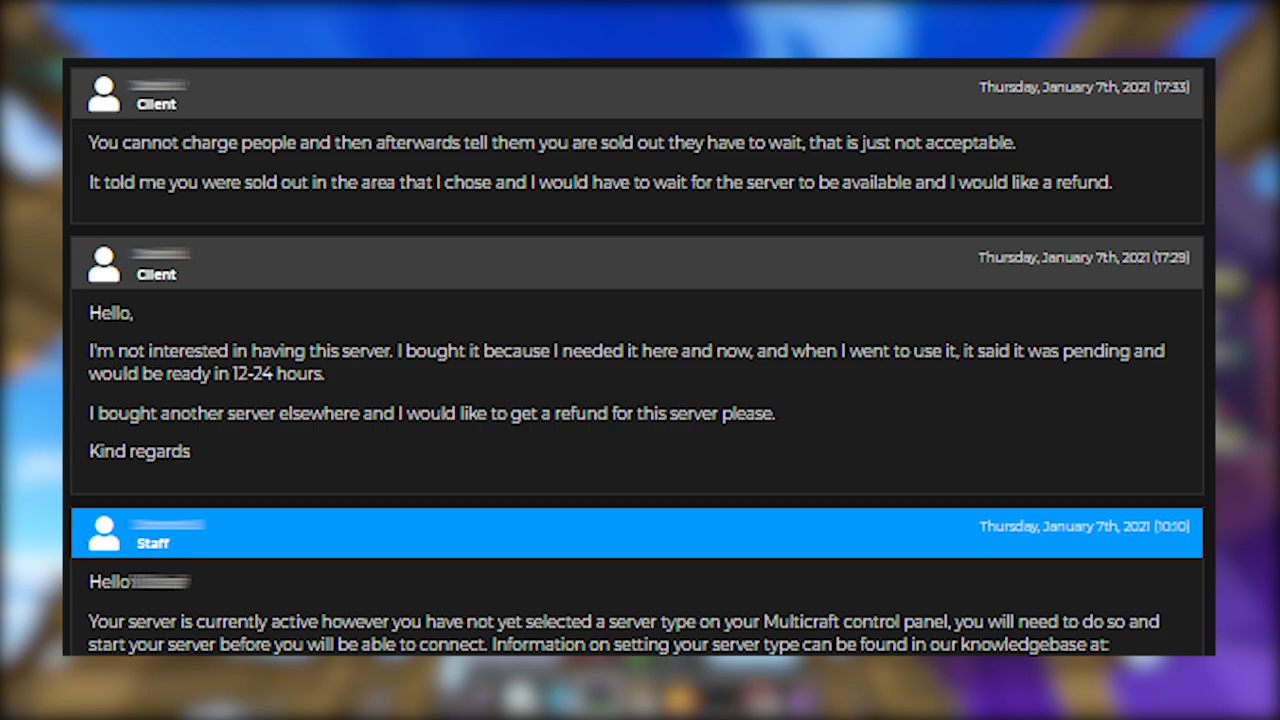 Client
Thursday, January 7th, 2021 (17:33)
You cannot charge people and then afterwards tell them you are sold out they have to wait, that is just not acceptable.
It told me you were sold out in the area that I chose and I would have to wait for the server to be available and I would like a refund.
Client
Thursday, January 7th, 2021 (17:29)
Hello,
I'm not interested in having this server. I bought it because I needed it here and now, and when I went to use it, it said it was pending and
would be ready in 12-24 hours.
I bought another server elsewhere and I would like to get a refund for this server please.
Kind regards
Staff
Thursday, January 7th, 2021 (10:10)
Hello
Your server is currently active however you have not yet selected a server type on your Multicraft control panel, you will need to do so and
start your server before you will be able to connect. Information on setting your server type can be found in our knowledgebase at: